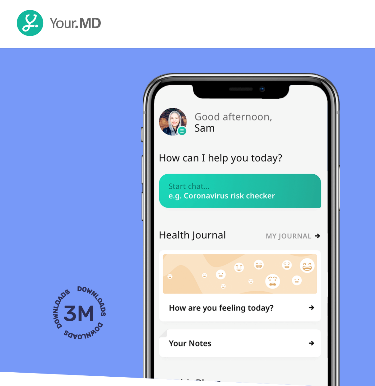 Your.MD
Good afternoon,
Sam
How can I help you today?
Start chat...
e.g. Coronavirus risk checker
Health Journal
MY JOURNAL →
How are you feeling today? →
Your Notes →
DOWNLOADS
3M
DOWNLOADS
DOWNLOADS